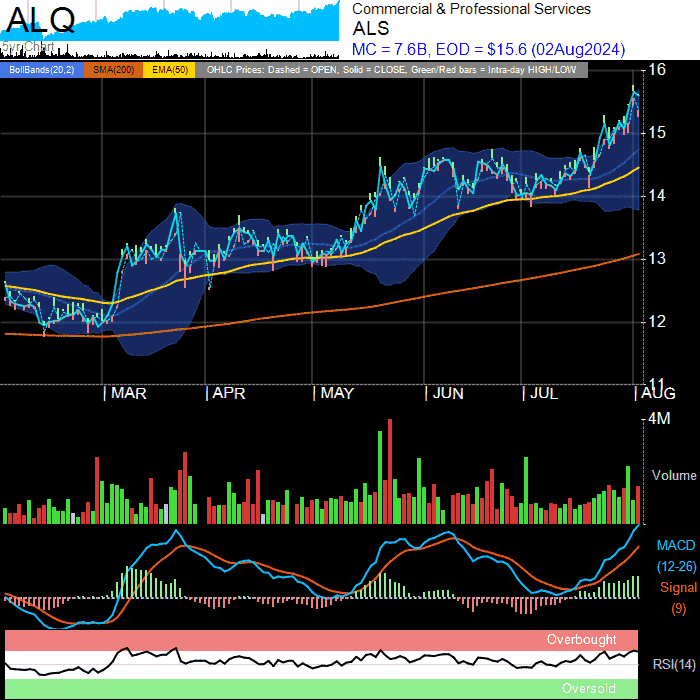 ALQ
Commercial & Professional Services
ALS
MC = 7.6B, EOD = $15.6 (02Aug2024)
BollBands(20,2) SMA(200) EMA(50) OHLC Prices: Dashed = OPEN, Solid = CLOSE, Green/Red bars = Intra-day HIGH/LOW
16
15
14
13
12
11
MAR APR MAY JUN JUL AUG
4M
Volume
MACD
(12-26)
Signal
(9)
Overbought
RSI(14)
Oversold